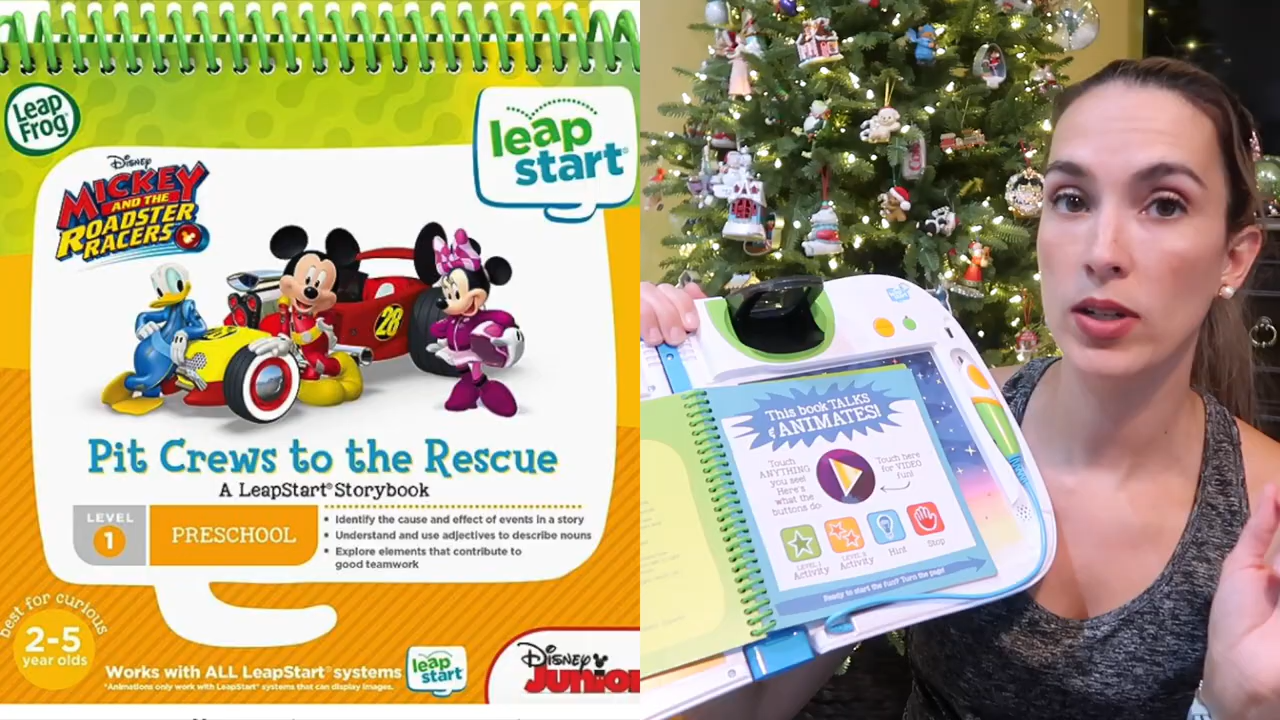 Leap
Frog
leap
start
Disney
MICKEY
AND THE
ROADSTER
RACERS
28
Pit Crews to the Rescue
A LeapStart® Storybook
LEVEL
1
PRESCHOOL
• Identify the cause and effect of events in a story
• Understand and use adjectives to describe nouns
• Explore elements that contribute to
good teamwork
best for curious
2-5
year olds
Works with ALL LeapStart® systems
*Animations only work with LeapStart® systems that can display images.
leap
start
Disney
Junior
This book TALKS
& ANIMATES!
Touch
ANYTHING
you see!
Here's
what the
buttons do:
Touch here
for VIDEO
fun!
LEVEL 1
Activity
LEVEL 2
Activity
Hint
Stop
Ready to start the fun? Turn the page